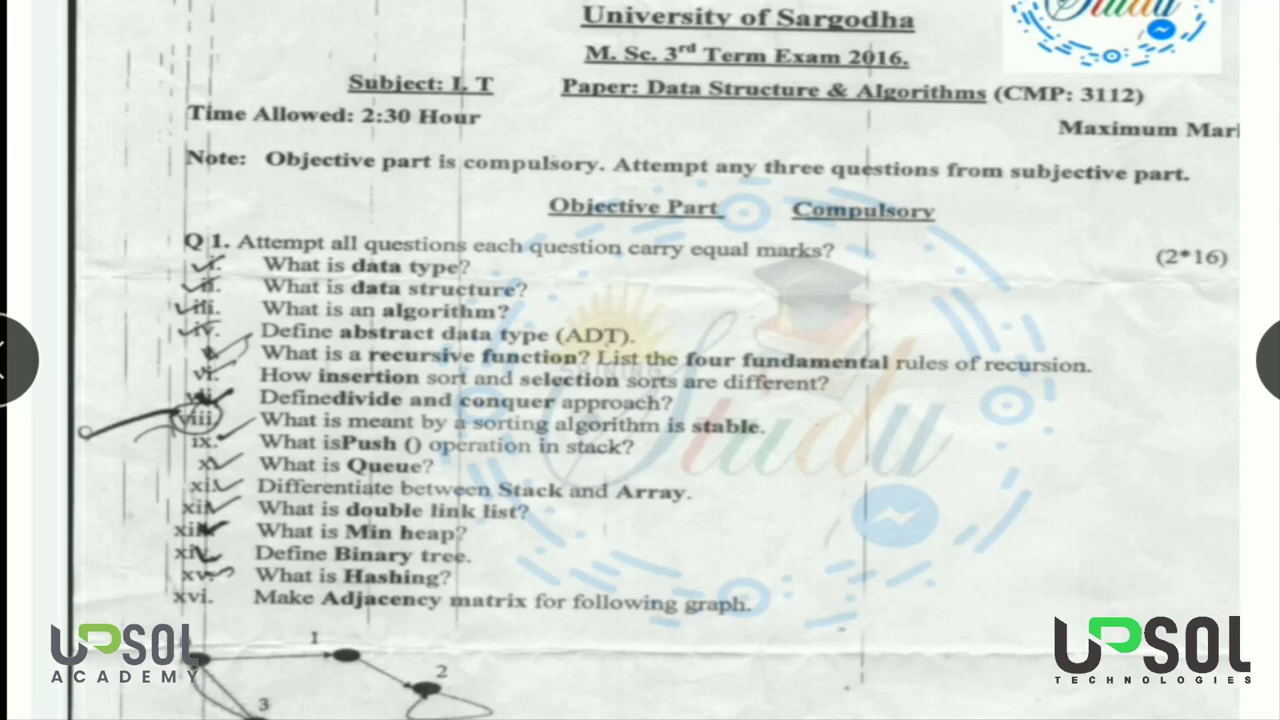 University of Sargodha
M. Sc. 3rd Term Exam 2016.
Subject: I. T Paper: Data Structure & Algorithms (CMP: 3112)
Time Allowed: 2:30 Hour
Maximum Mar
Note: Objective part is compulsory. Attempt any three questions from subjective part.
Objective Part Compulsory
Q 1. Attempt all questions each question carry equal marks? (2*16)
i. What is data type?
ii. What is data structure?
iii. What is an algorithm?
iv. Define abstract data type (ADT).
v. What is a recursive function? List the four fundamental rules of recursion.
vi. How insertion sort and selection sorts are different?
vii. Definedivide and conquer approach?
viii. What is meant by a sorting algorithm is stable.
ix. What isPush () operation in stack?
x. What is Queue?
xi. Differentiate between Stack and Array.
xii. What is double link list?
xiii. What is Min heap?
xiv. Define Binary tree.
xv. What is Hashing?
xvi. Make Adjacency matrix for following graph.
1
2
3
Study
UPSOL
ACADEMY
UPSOL
TECHNOLOGIES